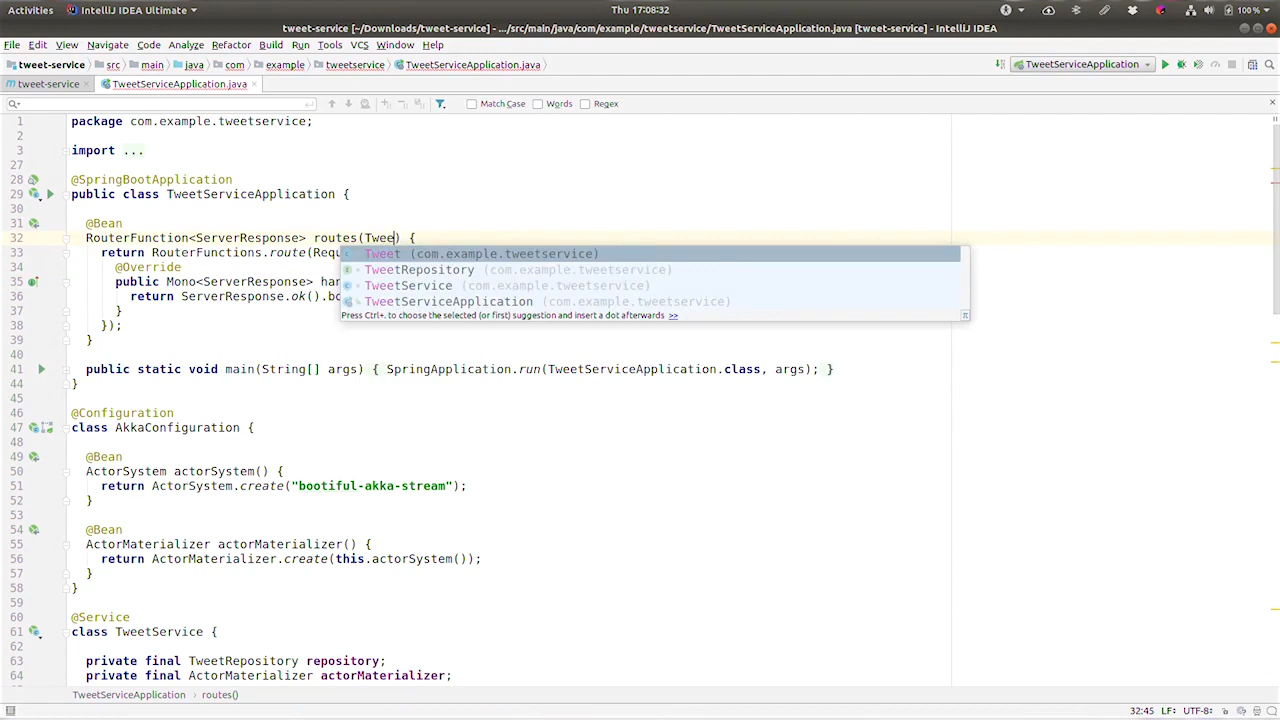 Activities IntelliJ IDEA Ultimate Thu 17:08:32 100 %
tweet-service [~/Downloads/tweet-service] - .../src/main/java/com/example/tweetservice/TweetServiceApplication.java [tweet-service] - IntelliJ IDEA
File Edit View Navigate Code Analyze Refactor Build Run Tools VCS Window Help
tweet-service src main java com example tweetservice TweetServiceApplication.java TweetServiceApplication
m tweet-service TweetServiceApplication.java
Match Case Words Regex
1 package com.example.tweetservice;
2
3 import ...
27
28 @SpringBootApplication
29 public class TweetServiceApplication {
30
31 @Bean
32 RouterFunction<ServerResponse> routes(Twee) {
33 return RouterFunctions.route(Requ
34 @Override
35 public Mono<ServerResponse> han
36 return ServerResponse.ok().bo
37 }
38 });
39 }
40
41 public static void main(String[] args) { SpringApplication.run(TweetServiceApplication.class, args); }
44 }
45
46 @Configuration
47 class AkkaConfiguration {
48
49 @Bean
50 ActorSystem actorSystem() {
51 return ActorSystem.create("bootiful-akka-stream");
52 }
53
54 @Bean
55 ActorMaterializer actorMaterializer() {
56 return ActorMaterializer.create(this.actorSystem());
57 }
58 }
59
60 @Service
61 class TweetService {
62
63 private final TweetRepository repository;
64 private final ActorMaterializer actorMaterializer;
Tweet (com.example.tweetservice)
TweetRepository (com.example.tweetservice)
TweetService (com.example.tweetservice)
TweetServiceApplication (com.example.tweetservice)
Press Ctrl+. to choose the selected (or first) suggestion and insert a dot afterwards >> π
TweetServiceApplication › routes()
32:45 LF÷ UTF-8÷